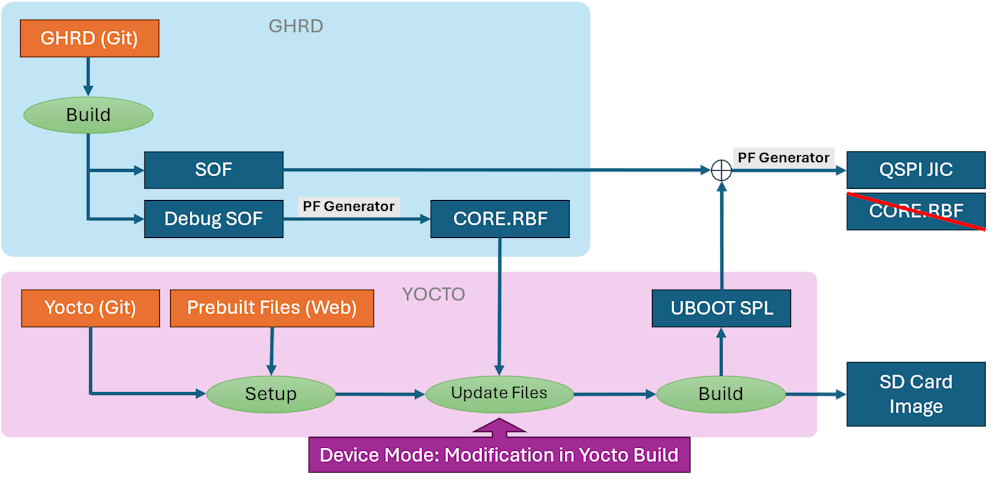 GHRD
GHRD (Git)
Build
SOF
PF Generator
QSPI JIC
Debug SOF
PF Generator
CORE.RBF
CORE.RBF
YOCTO
Yocto (Git)
Prebuilt Files (Web)
UBOOT SPL
Setup
Update Files
Build
SD Card
Image
Device Mode: Modification in Yocto Build